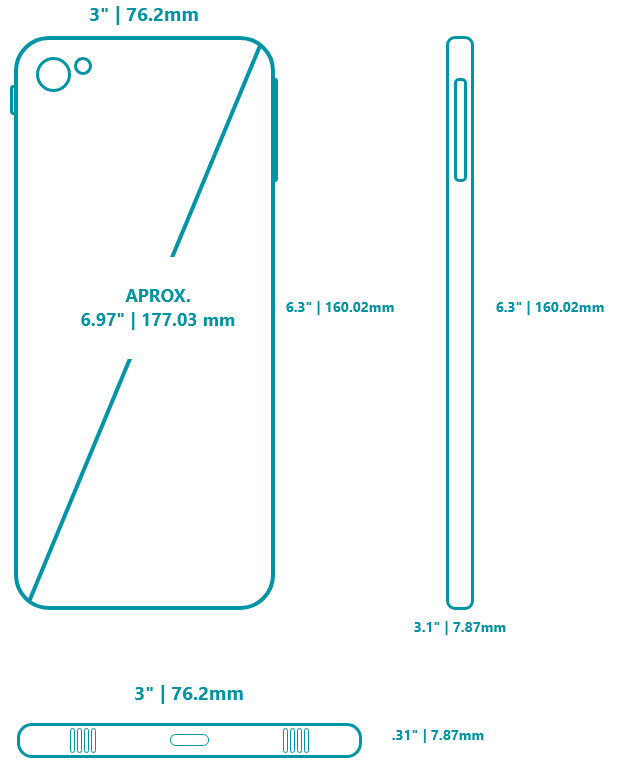 3" | 76.2mm
APROX.
6.97" | 177.03 mm
6.3" | 160.02mm
6.3" | 160.02mm
3.1" | 7.87mm
3" | 76.2mm
.31" | 7.87mm